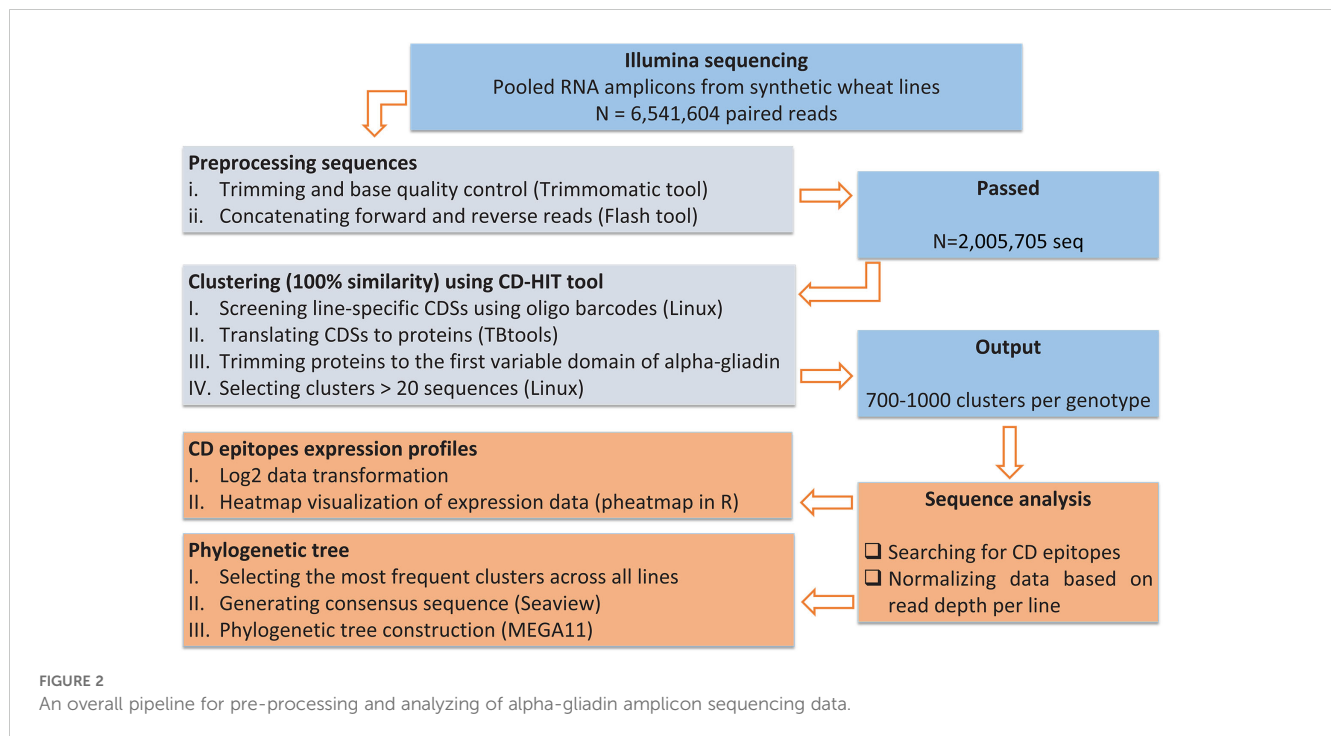 Illumina sequencing
Pooled RNA amplicons from synthetic wheat lines
N = 6,541,604 paired reads
Preprocessing sequences
i. Trimming and base quality control (Trimmomatic tool)
ii. Concatenating forward and reverse reads (Flash tool)
Passed
N=2,005,705 seq
Clustering (100% similarity) using CD-HIT tool
I. Screening line-specific CDSs using oligo barcodes (Linux)
II. Translating CDSs to proteins (TBtools)
III. Trimming proteins to the first variable domain of alpha-gliadin
IV. Selecting clusters > 20 sequences (Linux)
Output
700-1000 clusters per genotype
Sequence analysis
❑ Searching for CD epitopes
❑ Normalizing data based on
read depth per line
CD epitopes expression profiles
I. Log2 data transformation
II. Heatmap visualization of expression data (pheatmap in R)
Phylogenetic tree
I. Selecting the most frequent clusters across all lines
II. Generating consensus sequence (Seaview)
III. Phylogenetic tree construction (MEGA11)
FIGURE 2
An overall pipeline for pre-processing and analyzing of alpha-gliadin amplicon sequencing data.